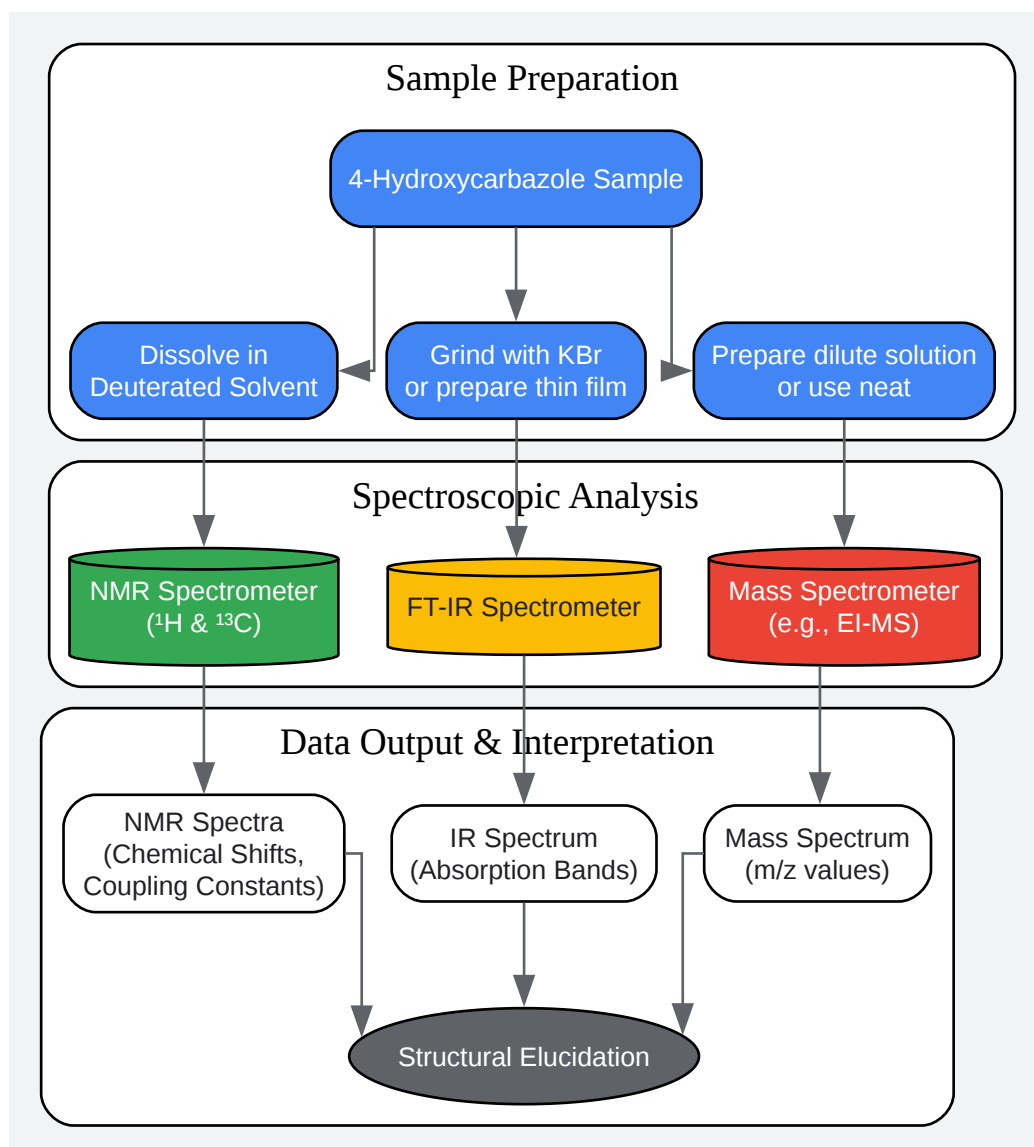 Sample Preparation
4-Hydroxycarbazole Sample
Dissolve in
Deuterated Solvent
Grind with KBr
or prepare thin film
Prepare dilute solution
or use neat
Spectroscopic Analysis
NMR Spectrometer
(¹H & ¹³C)
FT-IR Spectrometer
Mass Spectrometer
(e.g., EI-MS)
Data Output & Interpretation
NMR Spectra
(Chemical Shifts,
Coupling Constants)
IR Spectrum
(Absorption Bands)
Mass Spectrum
(m/z values)
Structural Elucidation